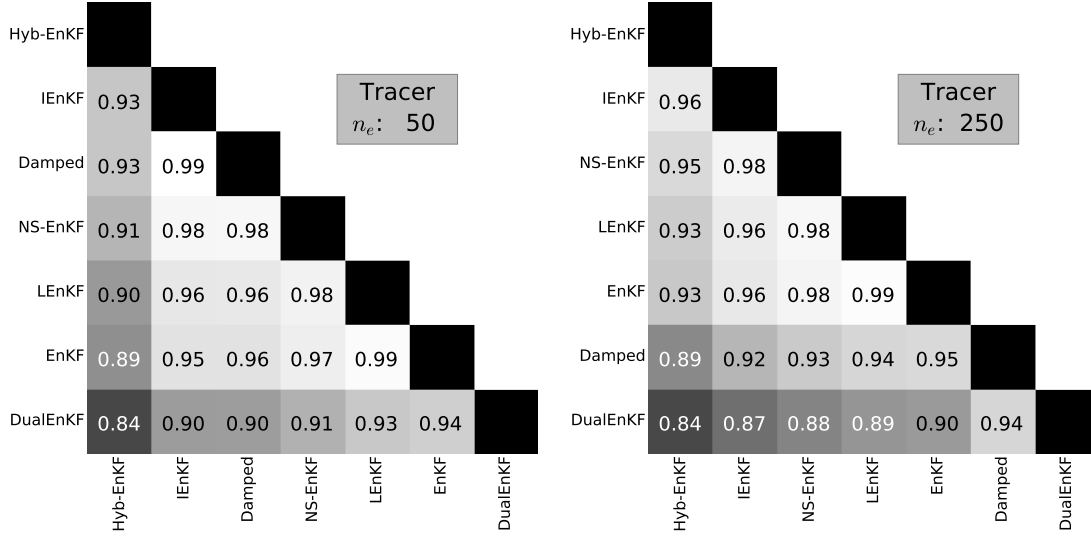 Hyb-EnKF
IEnKF 0.93
Damped 0.93 0.99
NS-EnKF 0.91 0.98 0.98
LEnKF 0.90 0.96 0.96 0.98
EnKF 0.89 0.95 0.96 0.97 0.99
DualEnKF 0.84 0.90 0.90 0.91 0.93 0.94
Hyb-EnKF IEnKF Damped NS-EnKF LEnKF EnKF DualEnKF
Tracer
n_e: 50
Hyb-EnKF
IEnKF 0.96
NS-EnKF 0.95 0.98
LEnKF 0.93 0.96 0.98
EnKF 0.93 0.96 0.98 0.99
Damped 0.89 0.92 0.93 0.94 0.95
DualEnKF 0.84 0.87 0.88 0.89 0.90 0.94
Hyb-EnKF IEnKF NS-EnKF LEnKF EnKF Damped DualEnKF
Tracer
n_e: 250